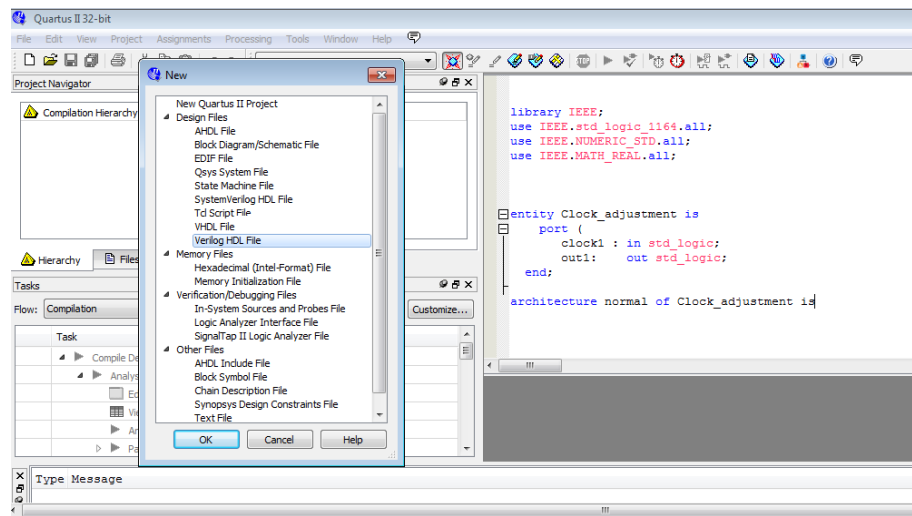 Quartus II 32-bit
File Edit View Project Assignments Processing Tools Window Help
Project Navigator
Compilation Hierarchy
Hierarchy Files
Tasks
Flow: Compilation Customize...
Task
Compile De
Analys
Ed
Vie
An
Pa
Type Message
New
New Quartus II Project
Design Files
AHDL File
Block Diagram/Schematic File
EDIF File
Qsys System File
State Machine File
SystemVerilog HDL File
Tcl Script File
VHDL File
Verilog HDL File
Memory Files
Hexadecimal (Intel-Format) File
Memory Initialization File
Verification/Debugging Files
In-System Sources and Probes File
Logic Analyzer Interface File
SignalTap II Logic Analyzer File
Other Files
AHDL Include File
Block Symbol File
Chain Description File
Synopsys Design Constraints File
Text File
OK Cancel Help
library IEEE;
use IEEE.std_logic_1164.all;
use IEEE.NUMERIC_STD.all;
use IEEE.MATH_REAL.all;
entity Clock_adjustment is
port (
clock1 : in std_logic;
out1: out std_logic;
end;
architecture normal of Clock_adjustment is